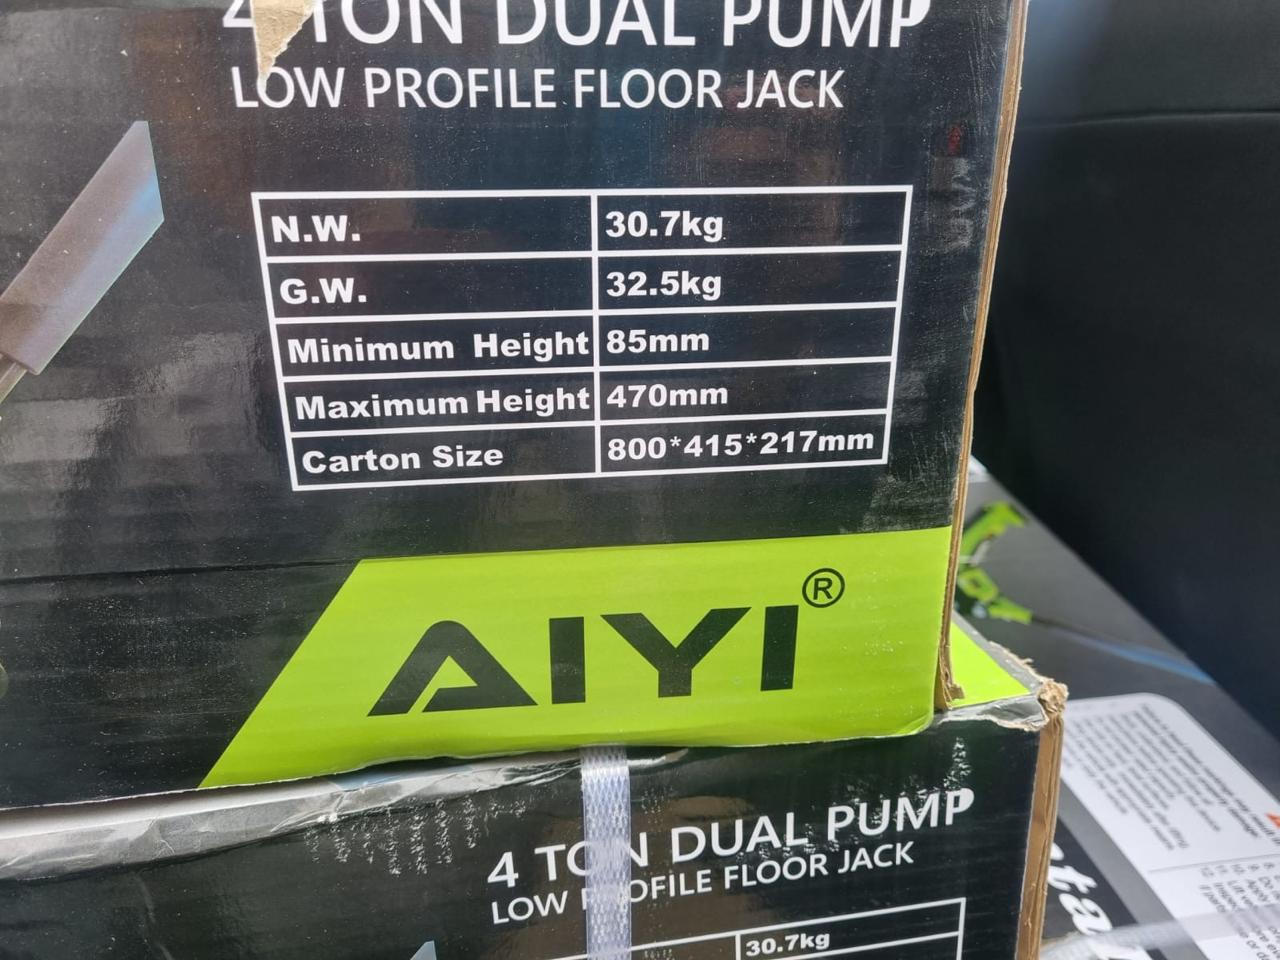 4 TON DUAL PUMP
LOW PROFILE FLOOR JACK
N.W. 30.7kg
G.W. 32.5kg
Minimum Height 85mm
Maximum Height 470mm
Carton Size 800*415*217mm
AIYI®
4 TON DUAL PUMP
LOW PROFILE FLOOR JACK
30.7kg